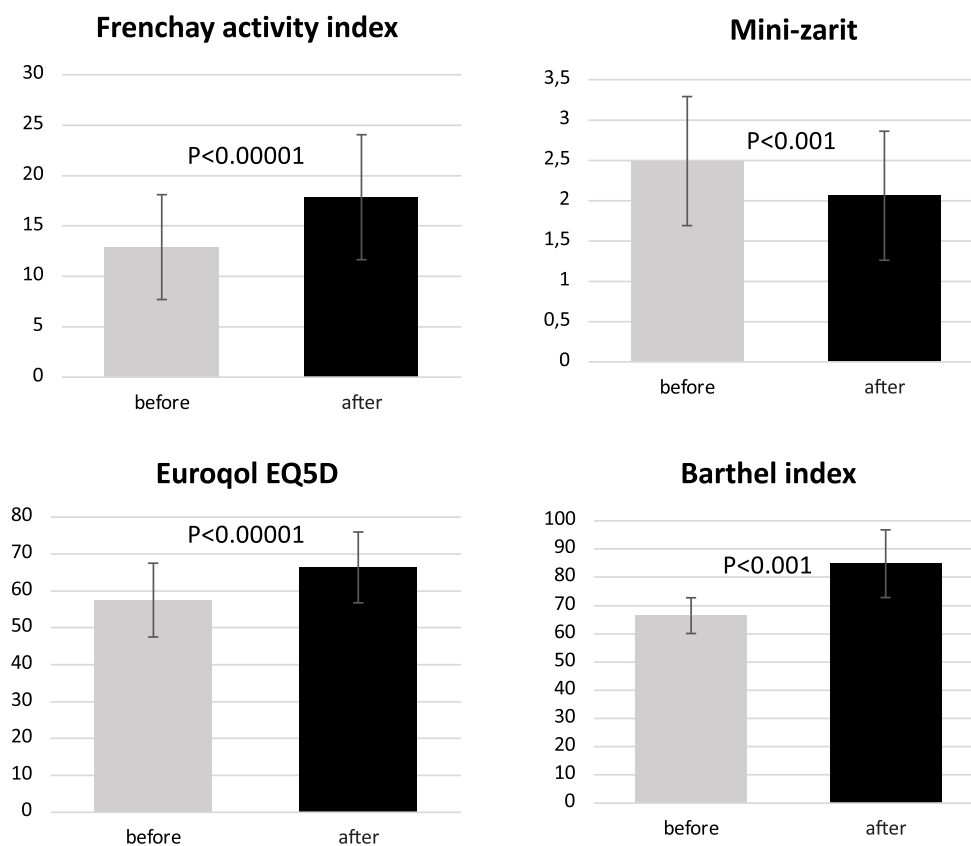 Frenchay activity index
30
25
20
15
10
5
0
P<0.00001
before
after
Mini-zarit
3,5
3
2,5
2
1,5
1
0,5
0
P<0.001
before
after
Euroqol EQ5D
80
70
60
50
40
30
20
10
0
P<0.00001
before
after
Barthel index
100
90
80
70
60
50
40
30
20
10
0
P<0.001
before
after